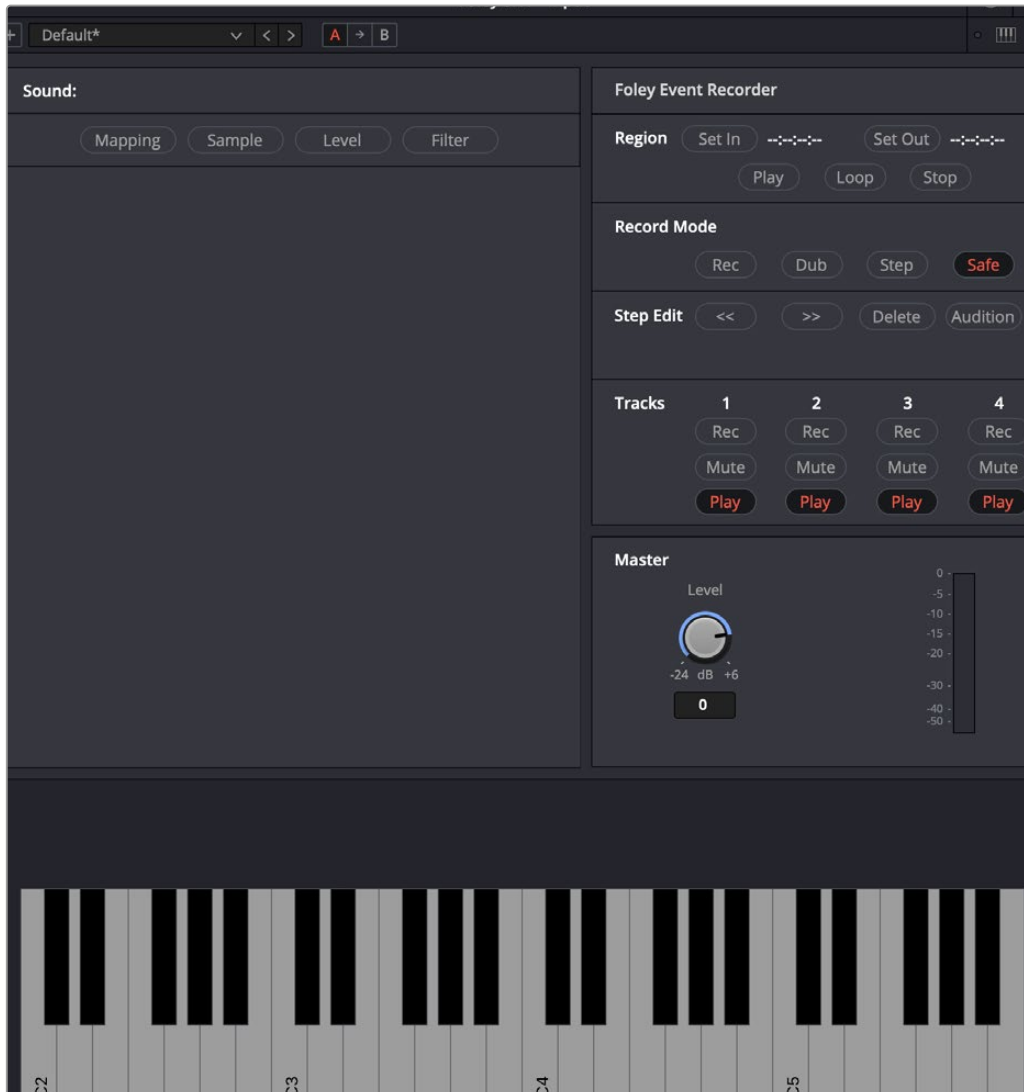 + Default* < > A → B
Sound:
Mapping Sample Level Filter
Foley Event Recorder
Region Set In --:--:--:-- Set Out --:--:--:--
Play Loop Stop
Record Mode
Rec Dub Step Safe
Step Edit << >> Delete Audition
Tracks 1 2 3 4
Rec Rec Rec Rec
Mute Mute Mute Mute
Play Play Play Play
Master
Level
-24 dB +6
0
0 -
-5 -
-10 -
-15 -
-20 -
-30 -
-40 -
-50 -
C2 C3 C4 C5